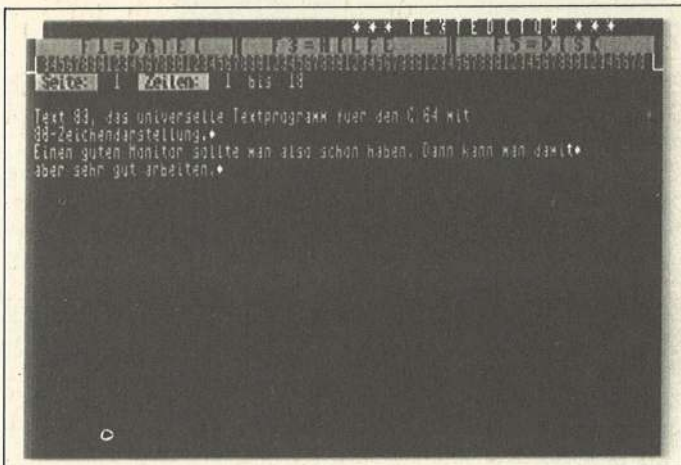 ♦ ♦ ♦ TEXTEDITOR ♦ ♦ ♦
F1=DATEI || F3=HILFE || F5=DISK
Seite: 1 Zeilen: 1 bis 18
Text 80, das universelle Textprogramm fuer den C 64 mit
80-Zeichendarstellung.♦
Einen guten Monitor sollte man also schon haben. Dann kann man damit♦
aber sehr gut arbeiten.♦